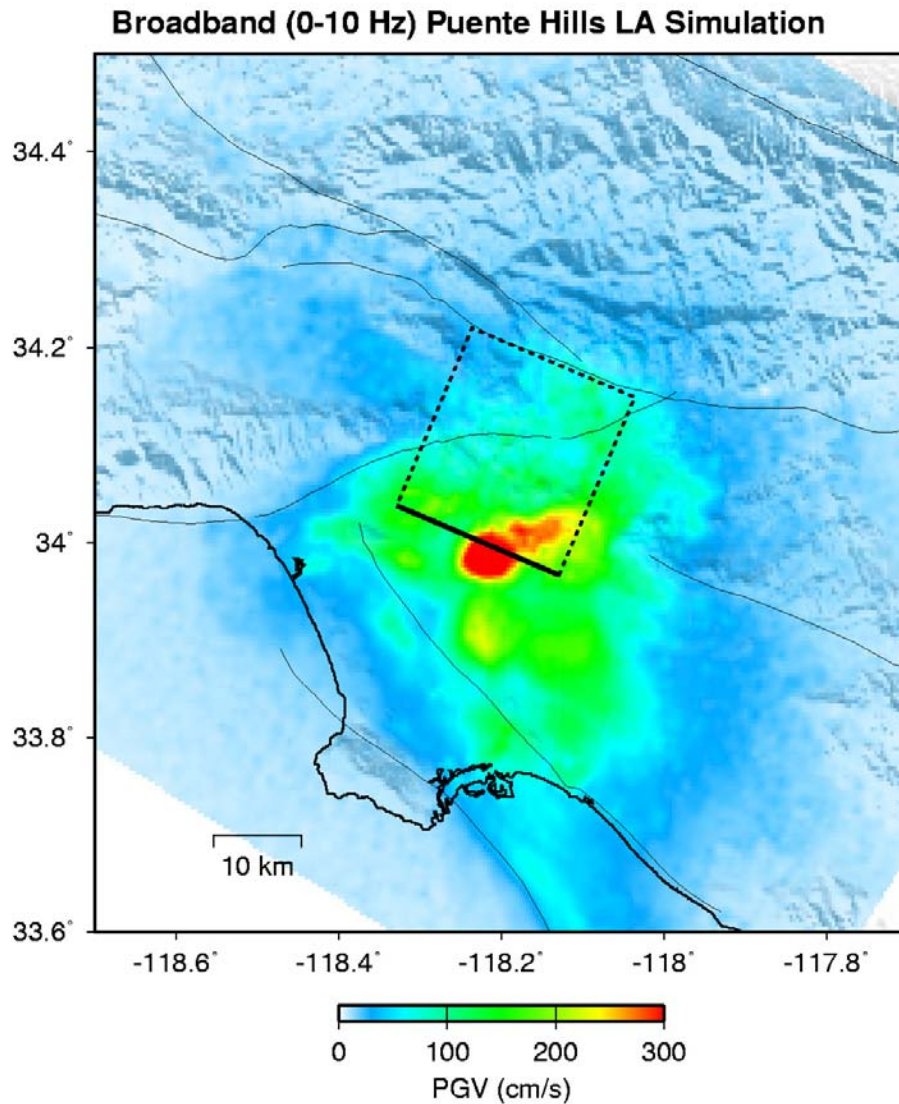 Broadband (0-10 Hz) Puente Hills LA Simulation
34.4°
34.2°
34°
33.8°
33.6°
10 km
-118.6° -118.4° -118.2° -118° -117.8°
0 100 200 300
PGV (cm/s)